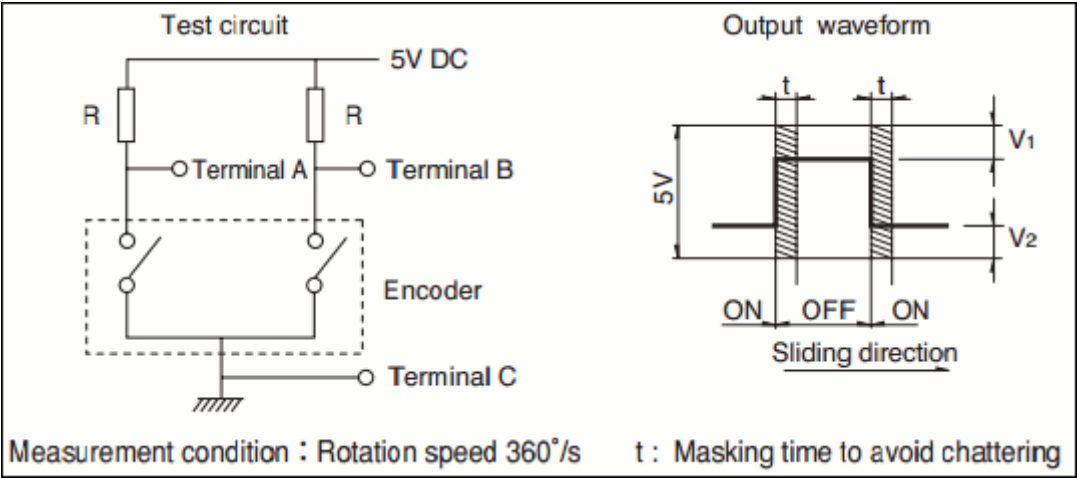 Test circuit
5V DC
R
R
Terminal A
Terminal B
Encoder
Terminal C
Output waveform
t
t
V1
5V
V2
ON
OFF
ON
Sliding direction
Measurement condition : Rotation speed 360˚/s
t : Masking time to avoid chattering